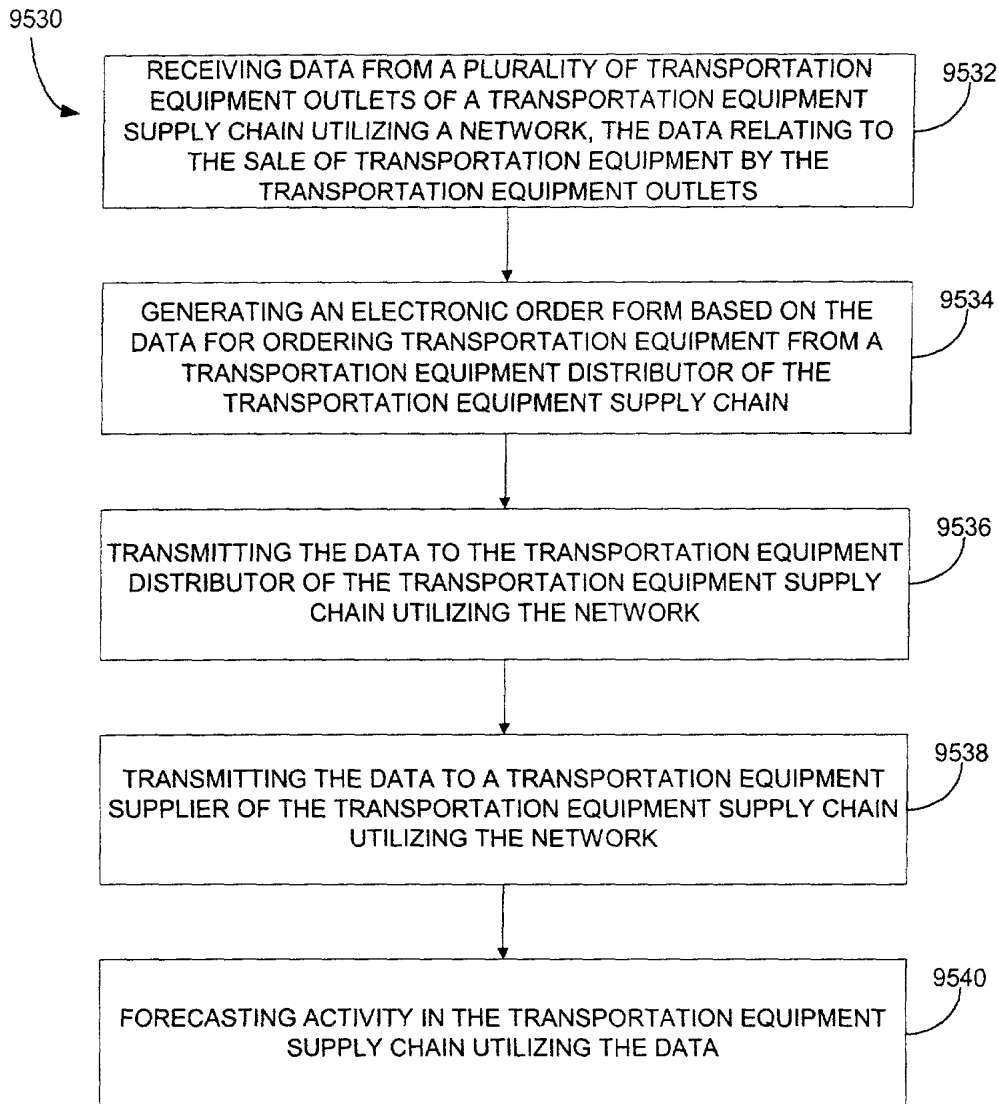 9530
RECEIVING DATA FROM A PLURALITY OF TRANSPORTATION
EQUIPMENT OUTLETS OF A TRANSPORTATION EQUIPMENT
SUPPLY CHAIN UTILIZING A NETWORK, THE DATA RELATING TO
THE SALE OF TRANSPORTATION EQUIPMENT BY THE
TRANSPORTATION EQUIPMENT OUTLETS
9532
GENERATING AN ELECTRONIC ORDER FORM BASED ON THE
DATA FOR ORDERING TRANSPORTATION EQUIPMENT FROM A
TRANSPORTATION EQUIPMENT DISTRIBUTOR OF THE
TRANSPORTATION EQUIPMENT SUPPLY CHAIN
9534
TRANSMITTING THE DATA TO THE TRANSPORTATION EQUIPMENT
DISTRIBUTOR OF THE TRANSPORTATION EQUIPMENT SUPPLY
CHAIN UTILIZING THE NETWORK
9536
TRANSMITTING THE DATA TO A TRANSPORTATION EQUIPMENT
SUPPLIER OF THE TRANSPORTATION EQUIPMENT SUPPLY CHAIN
UTILIZING THE NETWORK
9538
FORECASTING ACTIVITY IN THE TRANSPORTATION EQUIPMENT
SUPPLY CHAIN UTILIZING THE DATA
9540